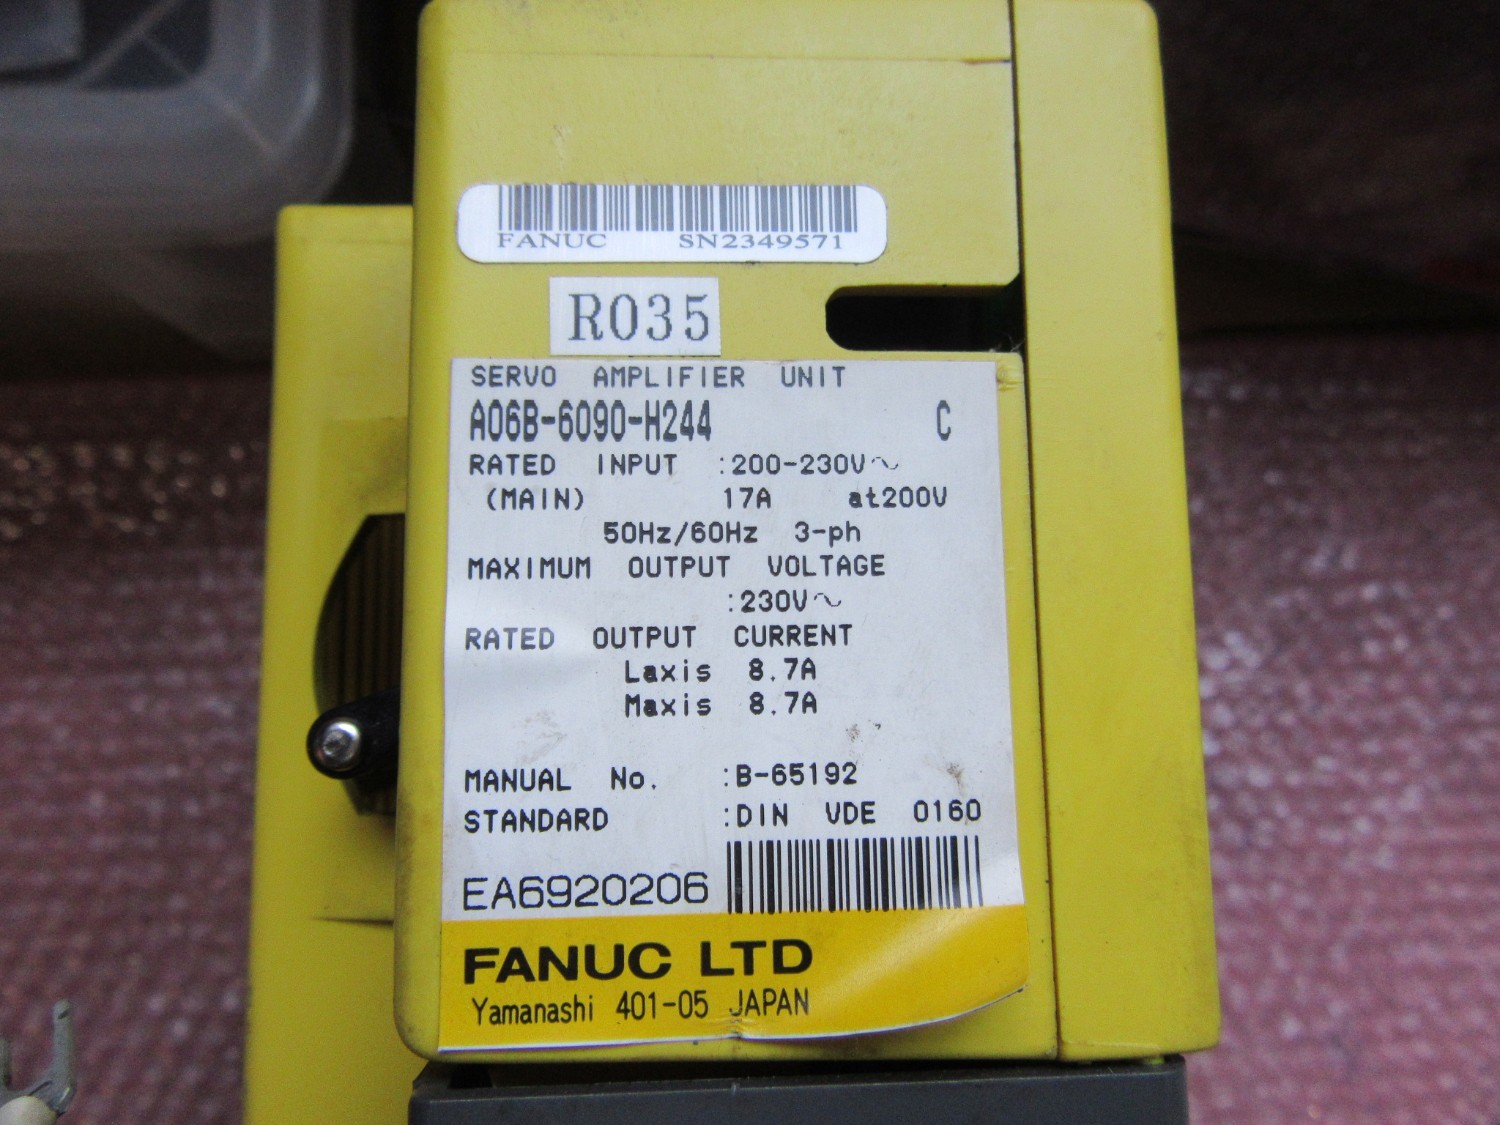 FANUC SN2349571
R035
SERVO AMPLIFIER UNIT
A06B-6090-H244 C
RATED INPUT :200-230V~
(MAIN) 17A at200V
50Hz/60Hz 3-ph
MAXIMUM OUTPUT VOLTAGE
:230V~
RATED OUTPUT CURRENT
Laxis 8.7A
Maxis 8.7A
MANUAL No. :B-65192
STANDARD :DIN VDE 0160
EA6920206
FANUC LTD
Yamanashi 401-05 JAPAN